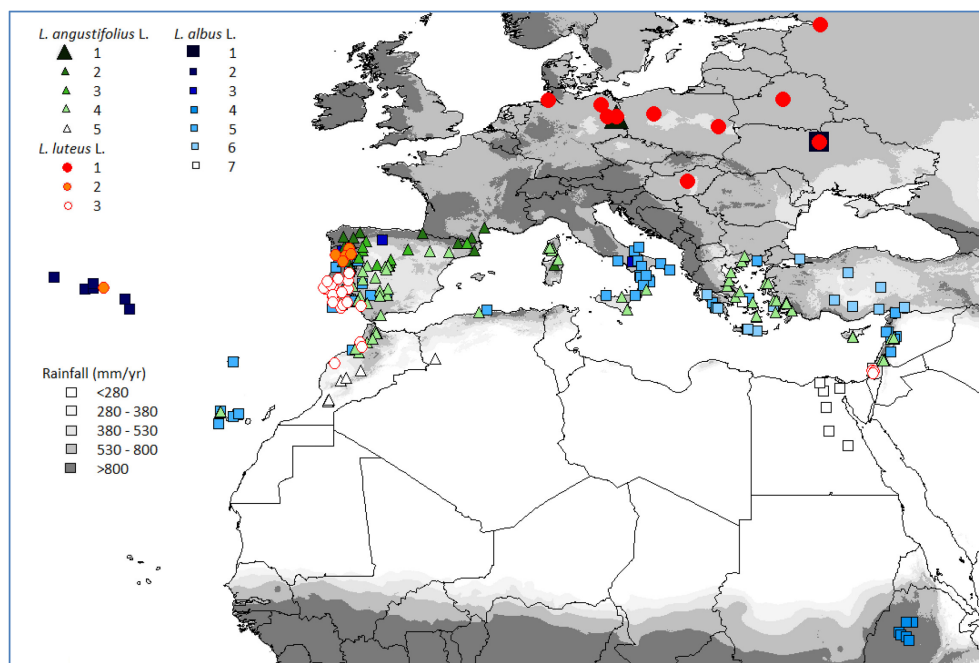 L. angustifolius L.
1
2
3
4
5
L. luteus L.
1
2
3
L. albus L.
1
2
3
4
5
6
7
Rainfall (mm/yr)
<280
280 - 380
380 - 530
530 - 800
>800